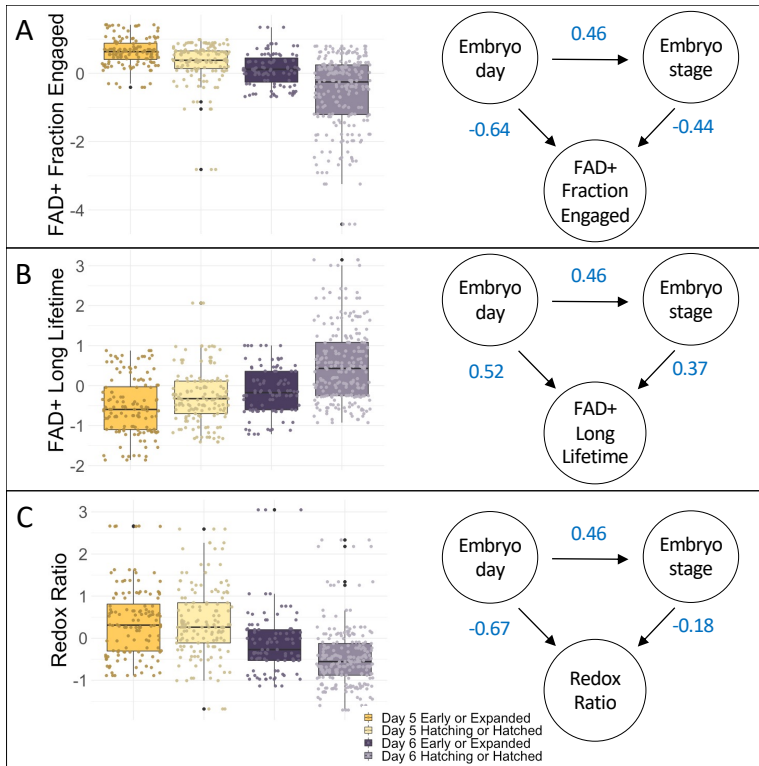 A
FAD+ Fraction Engaged
0
-2
-4
Embryo
day
0.46
Embryo
stage
-0.64
-0.44
FAD+
Fraction
Engaged
B
FAD+ Long Lifetime
3
2
1
0
-1
-2
Embryo
day
0.46
Embryo
stage
0.52
0.37
FAD+
Long
Lifetime
C
Redox Ratio
3
2
1
0
-1
Embryo
day
0.46
Embryo
stage
-0.67
-0.18
Redox
Ratio
Day 5 Early or Expanded
Day 5 Hatching or Hatched
Day 6 Early or Expanded
Day 6 Hatching or Hatched